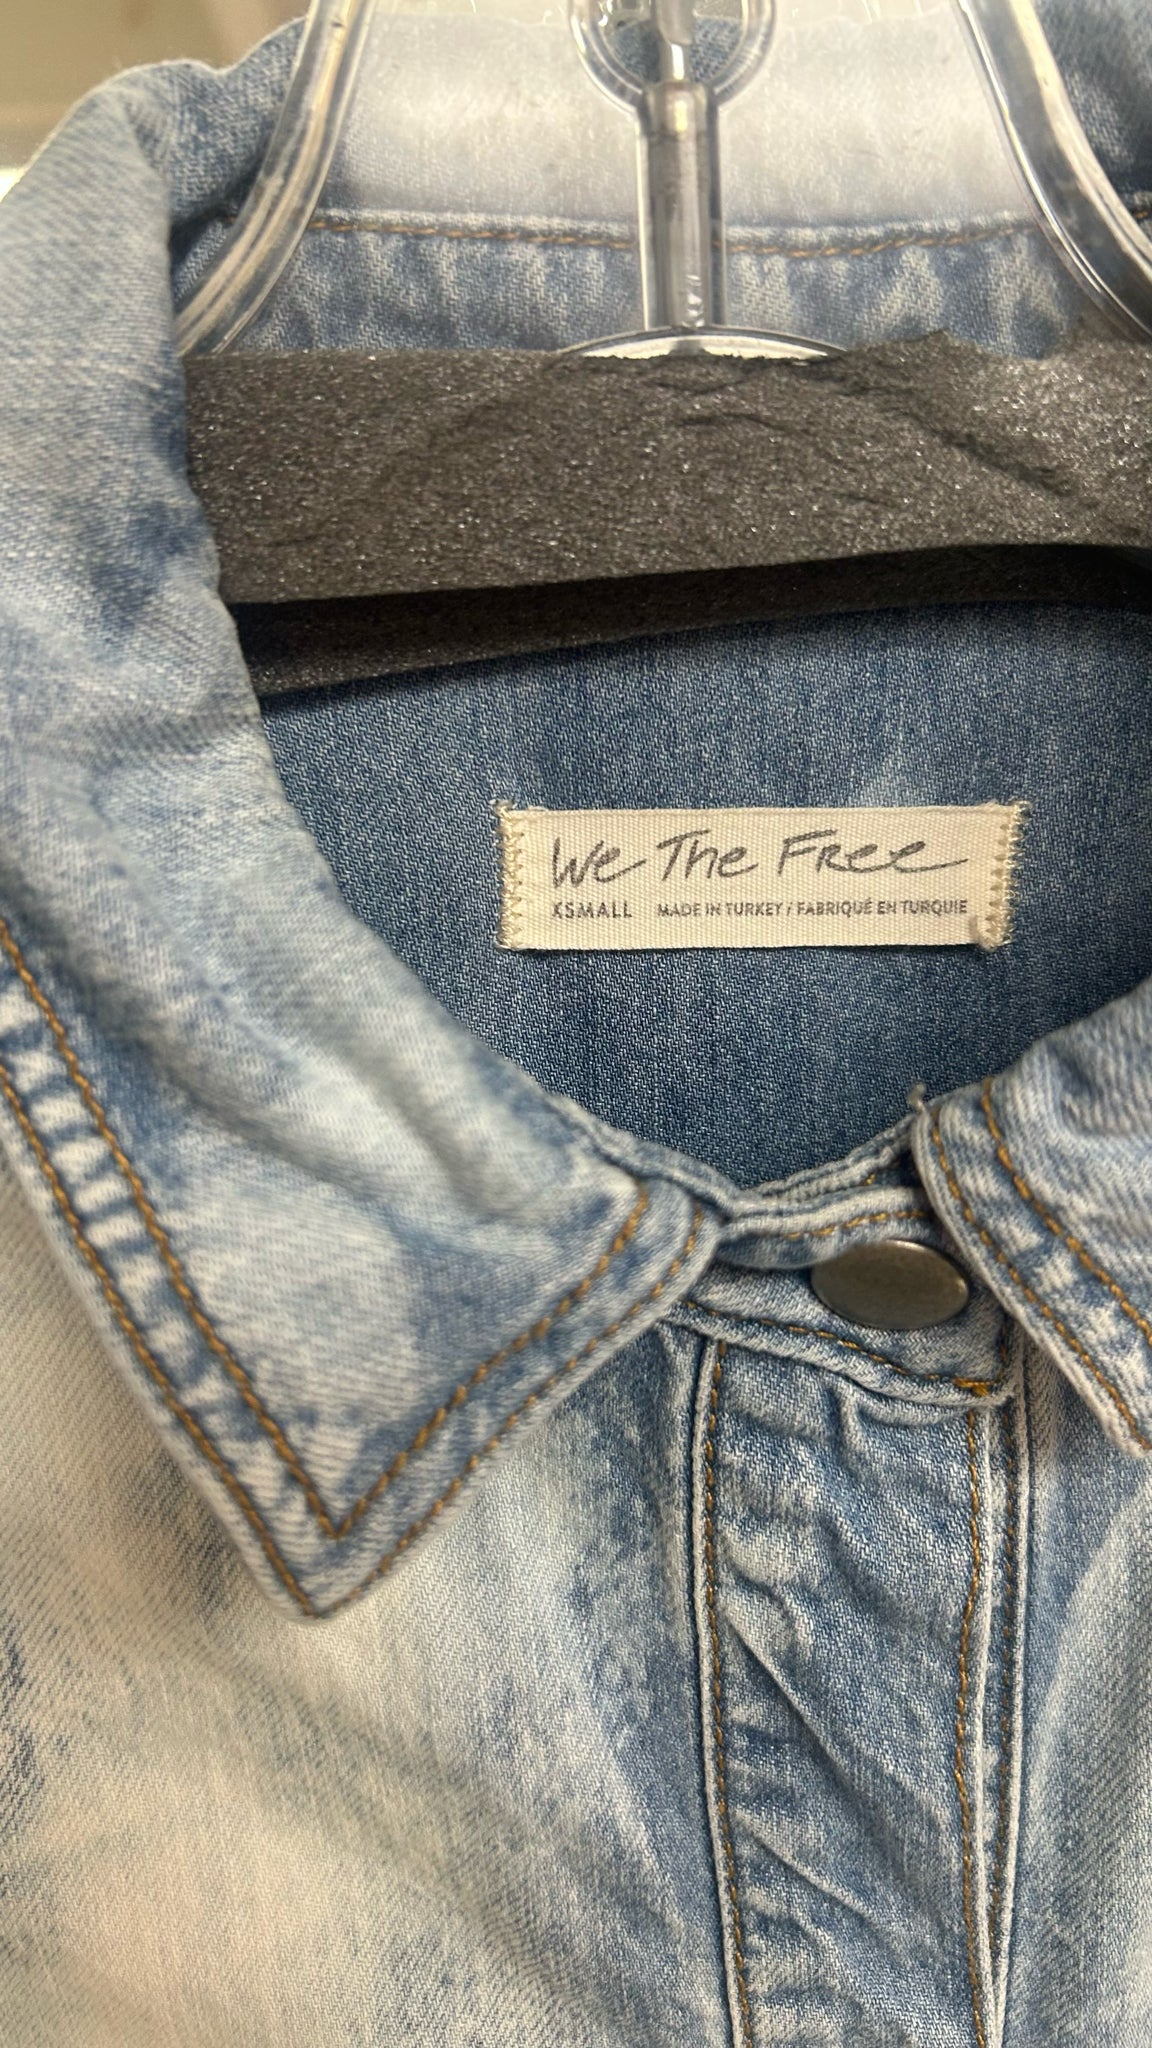 We The Free
XSMALL MADE IN TURKEY / FABRIQUÉ EN TURQUIE